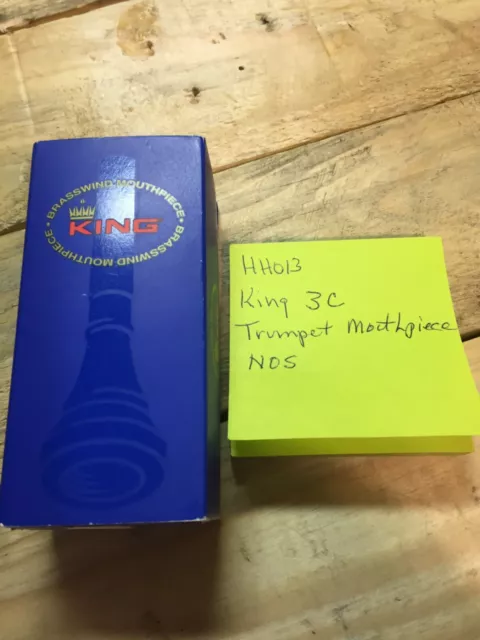 BRASSWIND MOUTHPIECE • BRASSWIND MOUTHPIECE •
KING
HH013
King 3C
Trumpet Mouthpiece
NOS